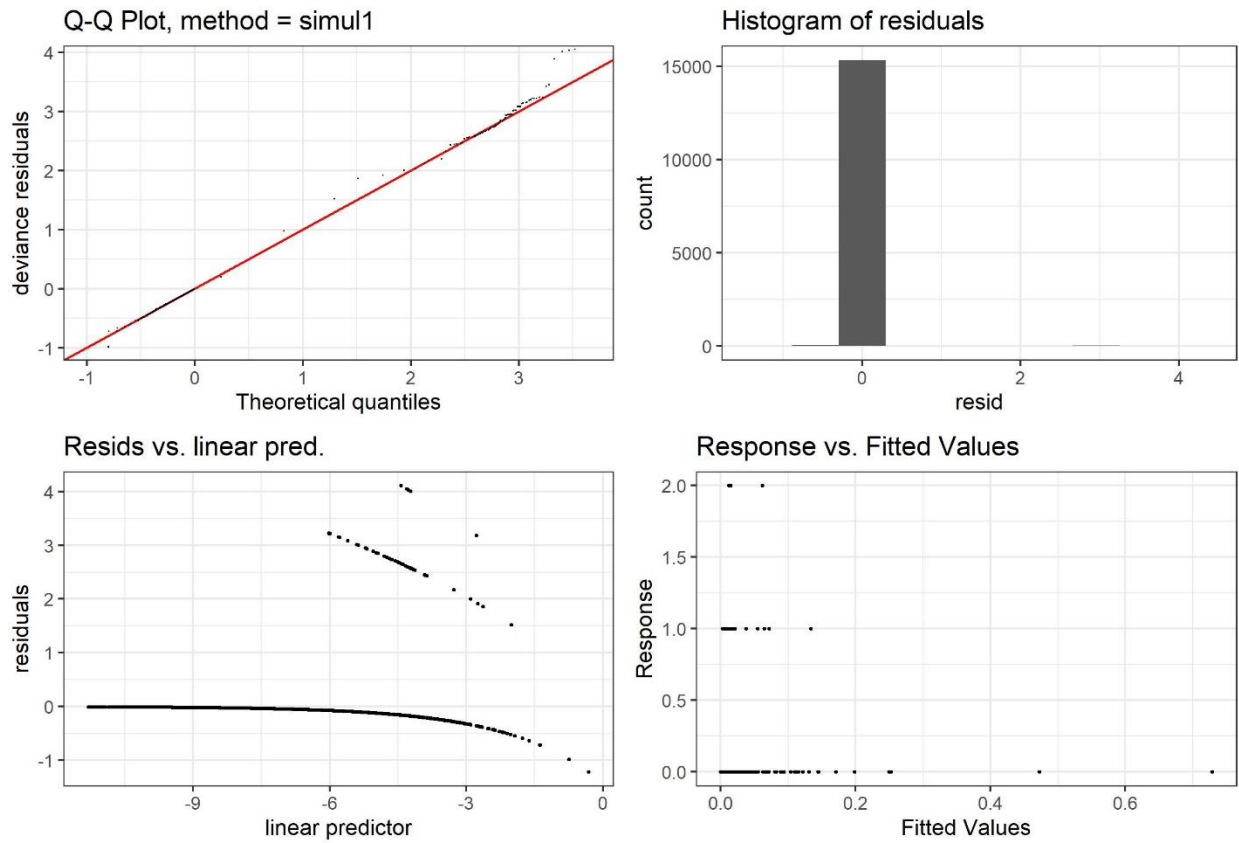 Q-Q Plot, method = simul1
4
3
2
1
0
-1
deviance residuals
-1 0 1 2 3
Theoretical quantiles
Histogram of residuals
15000
10000
5000
0
count
0 2 4
resid
Resids vs. linear pred.
4
3
2
1
0
-1
residuals
-9 -6 -3 0
linear predictor
Response vs. Fitted Values
2.0
1.5
1.0
0.5
0.0
Response
0.0 0.2 0.4 0.6
Fitted Values